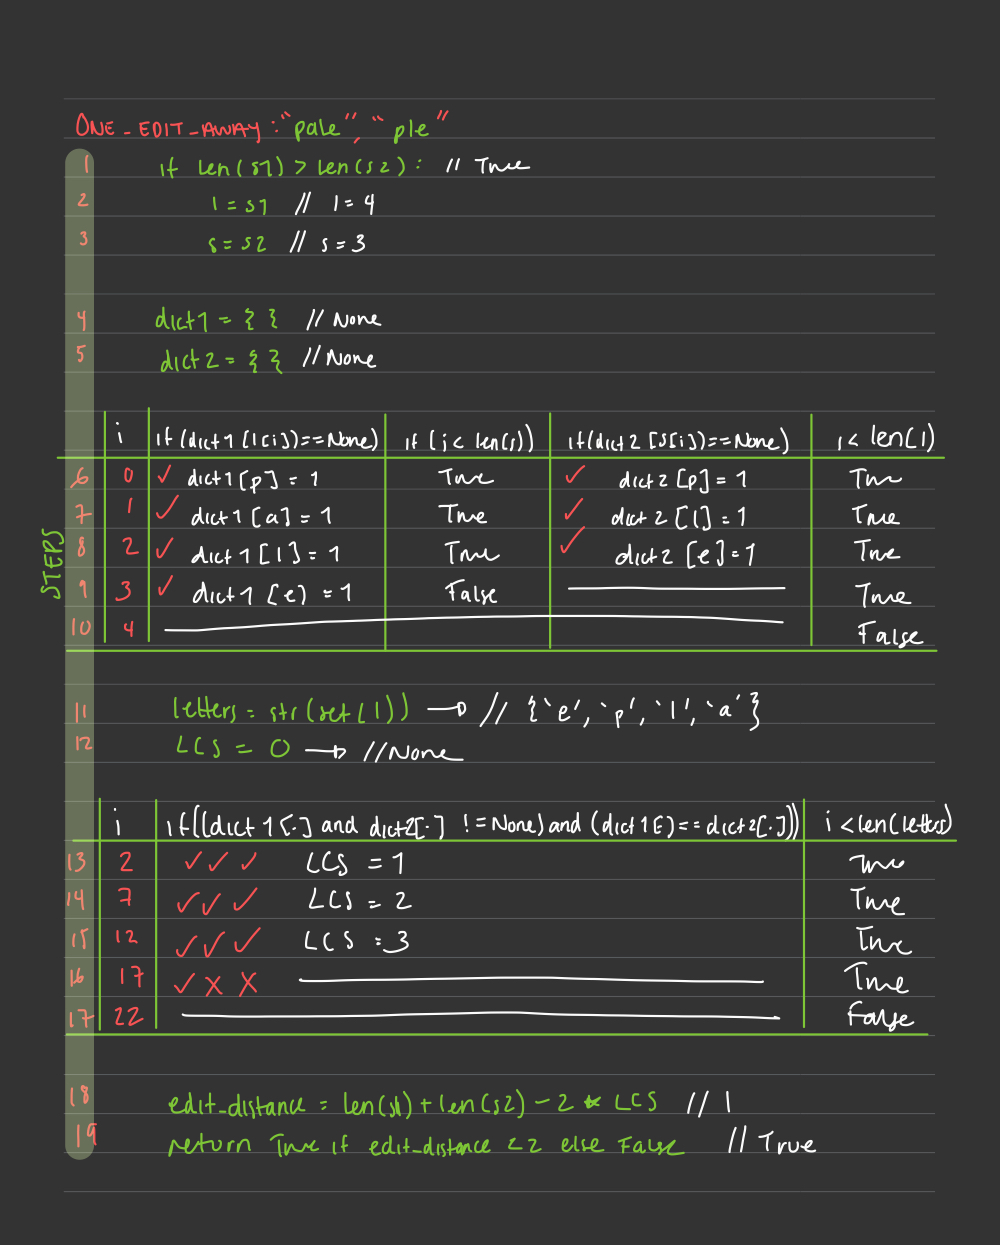 ONE_EDIT_AWAY : "pale", "ple"
1 if len(s1) > len(s2): // True
2 l = s1 // l = 4
3 s = s2 // s = 3
4 dict1 = { } // None
5 dict2 = { } // None
STEPS
i if (dict1[l[i]) == None) if (i < len(s)) if (dict2[s[i]) == None) i < len(l)
6 0 ✓ dict1[p] = 1 True ✓ dict2[p] = 1 True
7 1 ✓ dict1[a] = 1 True ✓ dict2[l] = 1 True
8 2 ✓ dict1[l] = 1 True ✓ dict2[e] = 1 True
9 3 ✓ dict1[e] = 1 False True
10 4 False
11 letters = str(set(l)) → // {'e', 'p', 'l', 'a'}
12 LCS = 0 → // None
i if((dict1[.] and dict2[.] != None) and (dict1[.] == dict2[.])) i < len(letters)
13 2 ✓ ✓ ✓ LCS = 1 True
14 7 ✓ ✓ ✓ LCS = 2 True
15 12 ✓ ✓ ✓ LCS = 3 True
16 17 ✓ X X True
17 22 False
18 edit_distance = len(s1) + len(s2) - 2 * LCS // 1
19 return True if edit_distance < 2 else False // True